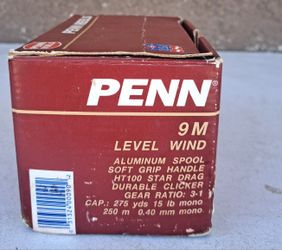 PENN
9M
LEVEL WIND
ALUMINUM SPOOL
SOFT GRIP HANDLE
HT100 STAR DRAG
DURABLE CLICKER
GEAR RATIO: 3-1
CAP.: 275 yds 15 lb mono
250 m 0.40 mm mono